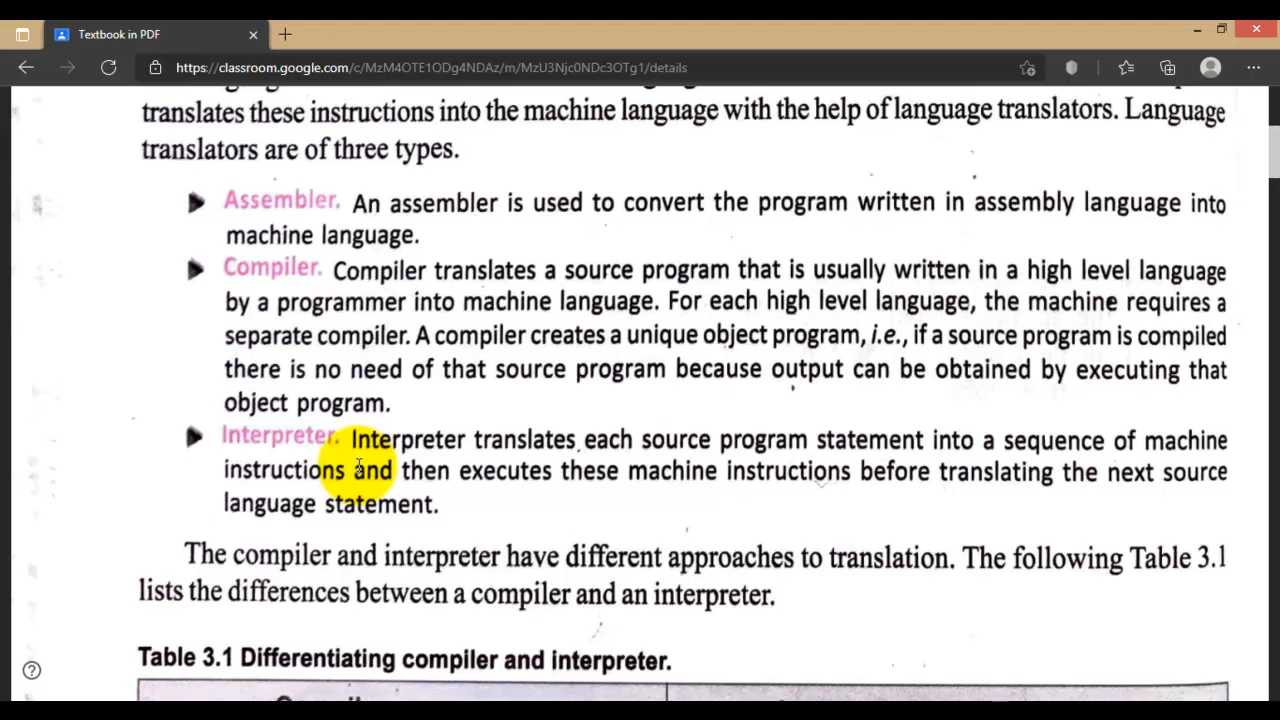 Textbook in PDF
https://classroom.google.com/c/MzM4OTE1ODg4NDAz/m/MzU3Njc0NDc3OTg1/details
translates these instructions into the machine language with the help of language translators. Language
translators are of three types.
Assembler. An assembler is used to convert the program written in assembly language into
machine language.
Compiler. Compiler translates a source program that is usually written in a high level language
by a programmer into machine language. For each high level language, the machine requires a
separate compiler. A compiler creates a unique object program, i.e., if a source program is compiled
there is no need of that source program because output can be obtained by executing that
object program.
Interpreter. Interpreter translates each source program statement into a sequence of machine
instructions and then executes these machine instructions before translating the next source
language statement.
The compiler and interpreter have different approaches to translation. The following Table 3.1
lists the differences between a compiler and an interpreter.
Table 3.1 Differentiating compiler and interpreter.